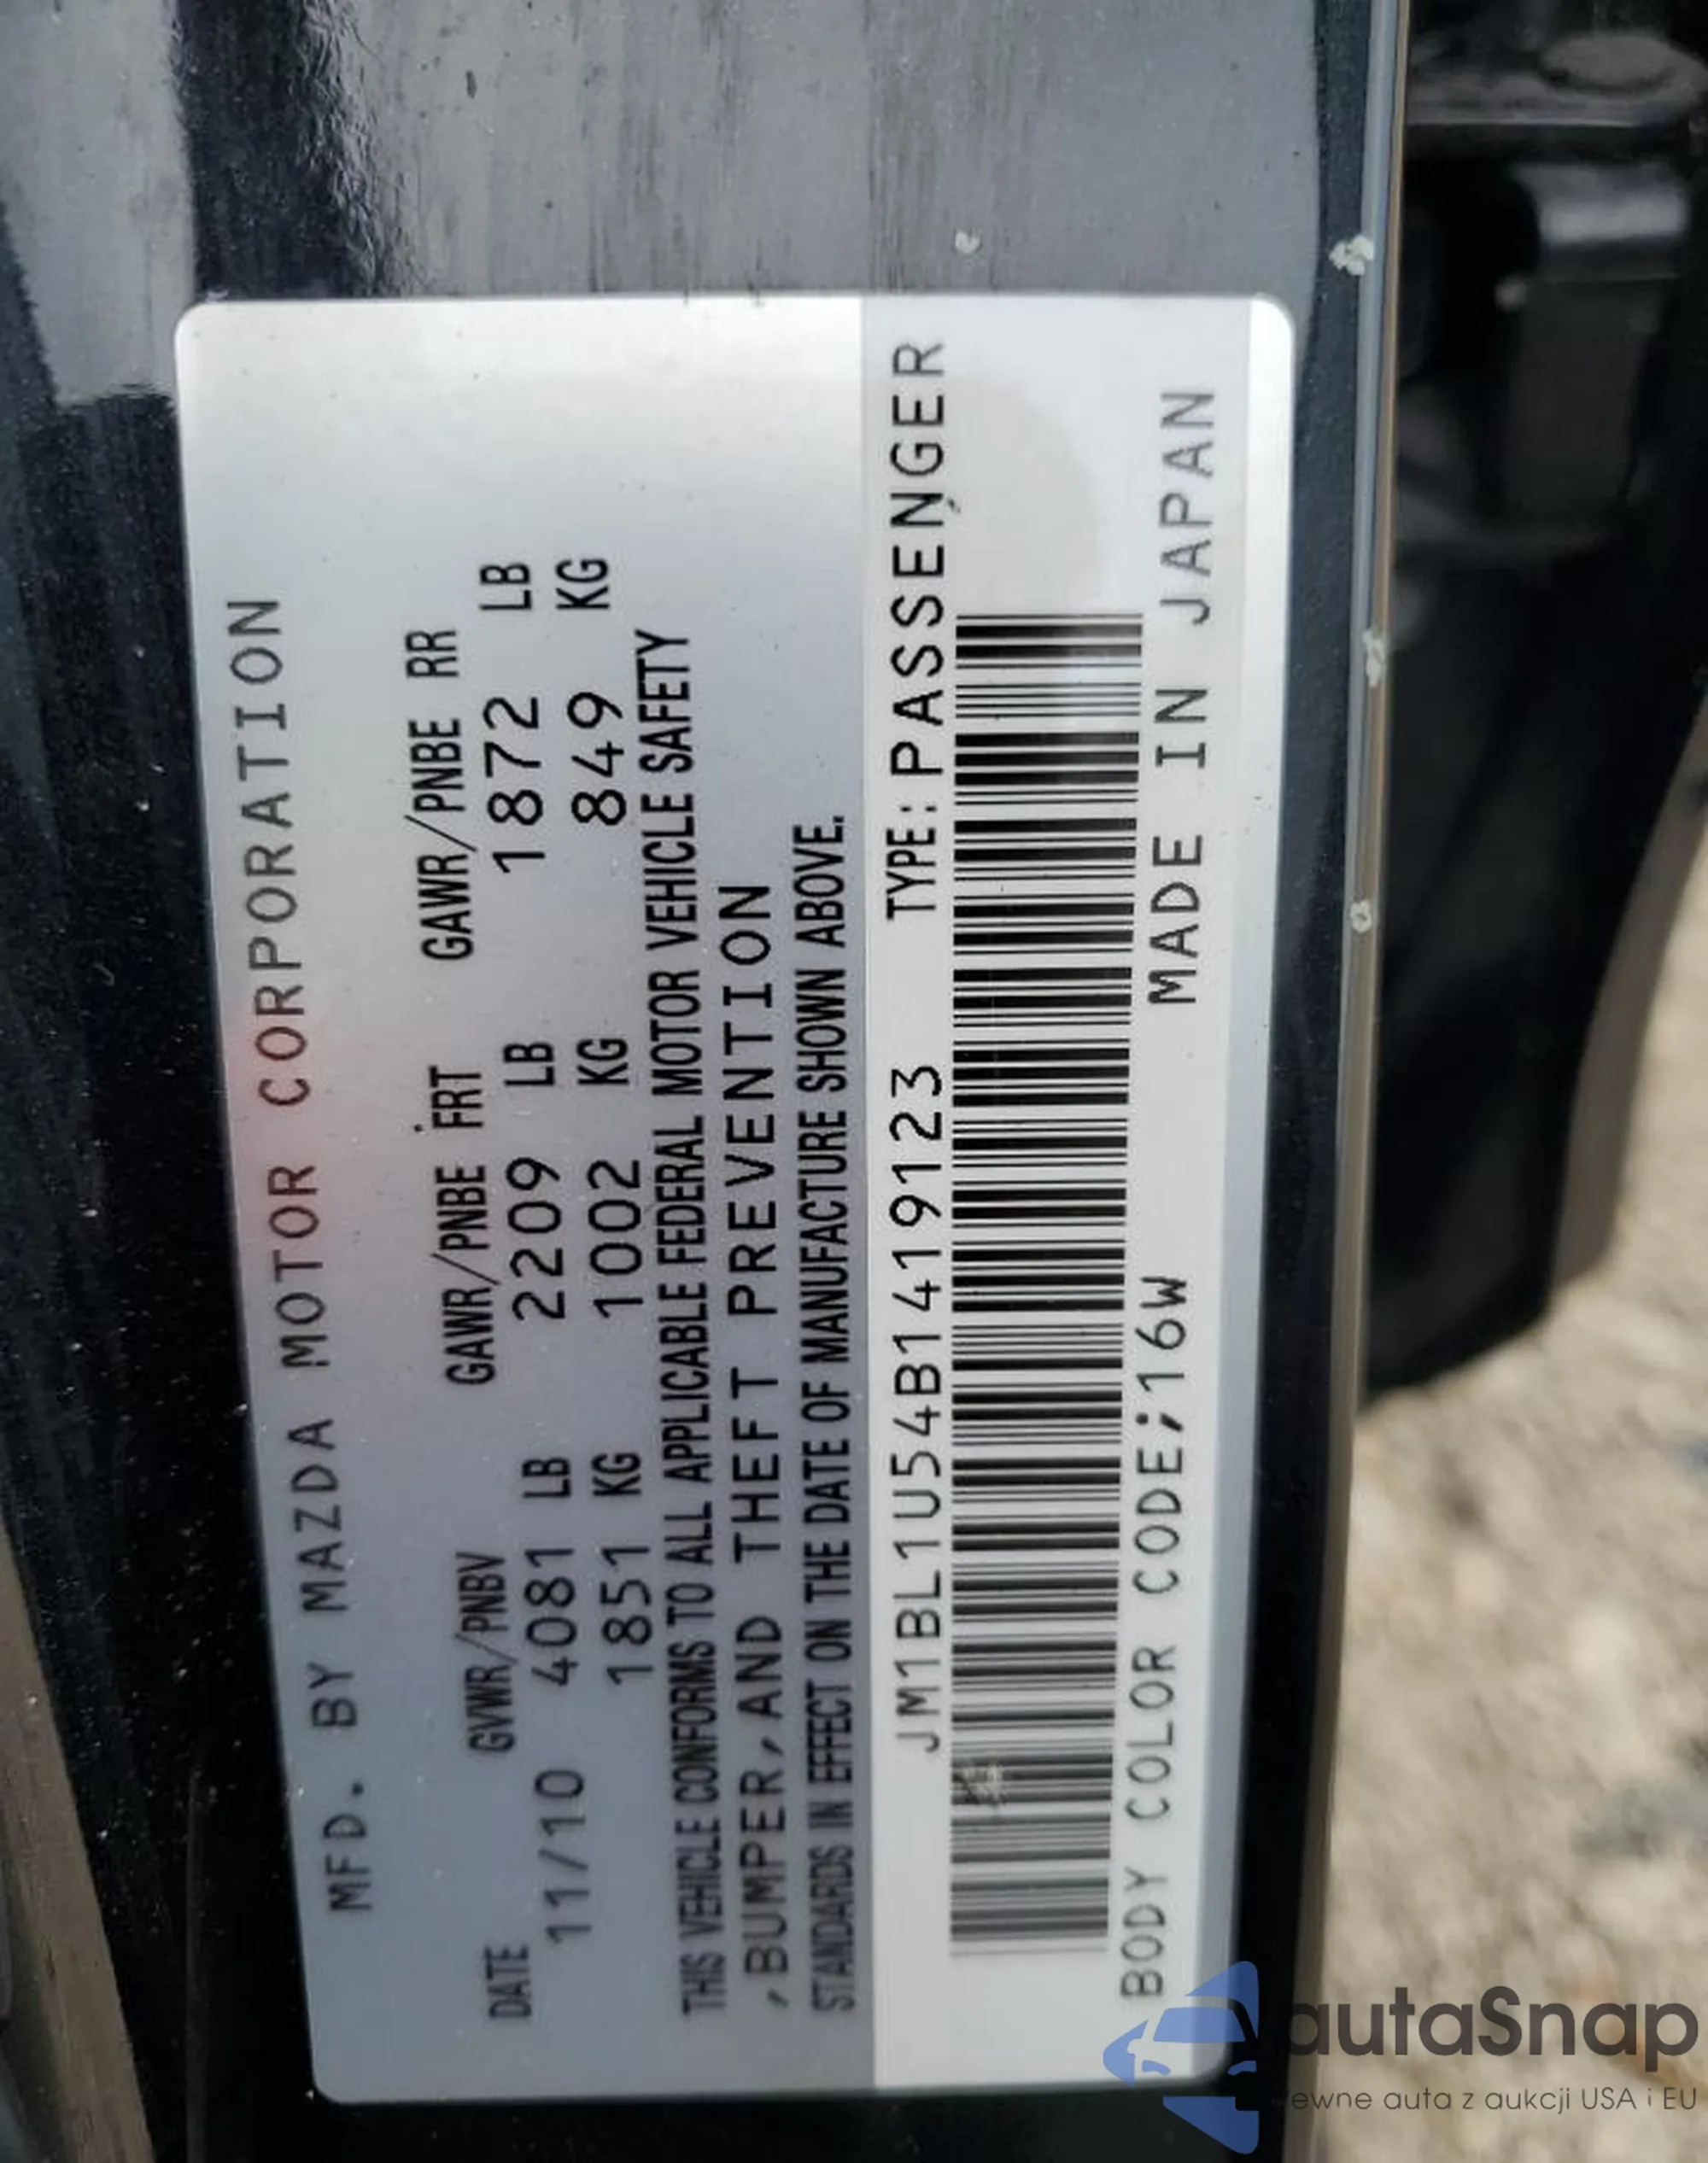 MFD. BY MAZDA MOTOR CORPORATION
DATE GVWR/PNBV GAWR/PNBE FRT GAWR/PNBE RR
11/10 4081 LB 2209 LB 1872 LB
1851 KG 1002 KG 849 KG
THIS VEHICLE CONFORMS TO ALL APPLICABLE FEDERAL MOTOR VEHICLE SAFETY
,BUMPER,AND THEFT PREVENTION
STANDARDS IN EFFECT ON THE DATE OF MANUFACTURE SHOWN ABOVE.
JM1BL1U54B1419123 TYPE:PASSENGER
BODY COLOR CODE;16W MADE IN JAPAN
autaSnap
ewne auta z aukcji USA i EU